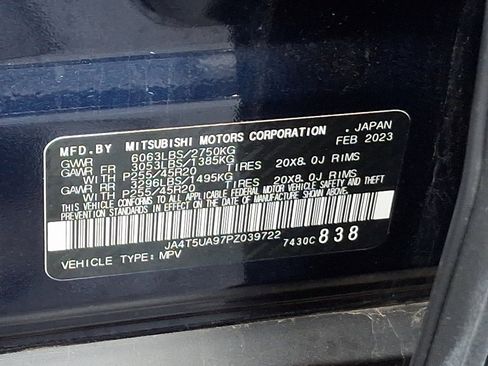 MFD.BY MITSUBISHI MOTORS CORPORATION . JAPAN
GVWR 6063LBS/2750KG FEB 2023
GAWR FR 3053LBS/1385KG TIRES
WITH P255/45R20 20X8.0J RIMS
GAWR RR 3296LBS/1495KG TIRES
WITH P255/45R20 20X8.0J RIMS
THIS VEHICLE CONFORMS TO ALL APPLICABLE FEDERAL MOTOR VEHICLE SAFETY AND
THEFT PREVENTION STANDARDS IN EFFECT ON THE DATE OF MANUFACTURE SHOWN ABOVE.
JA4T5UA97PZ039722 7430C 838
VEHICLE TYPE: MPV